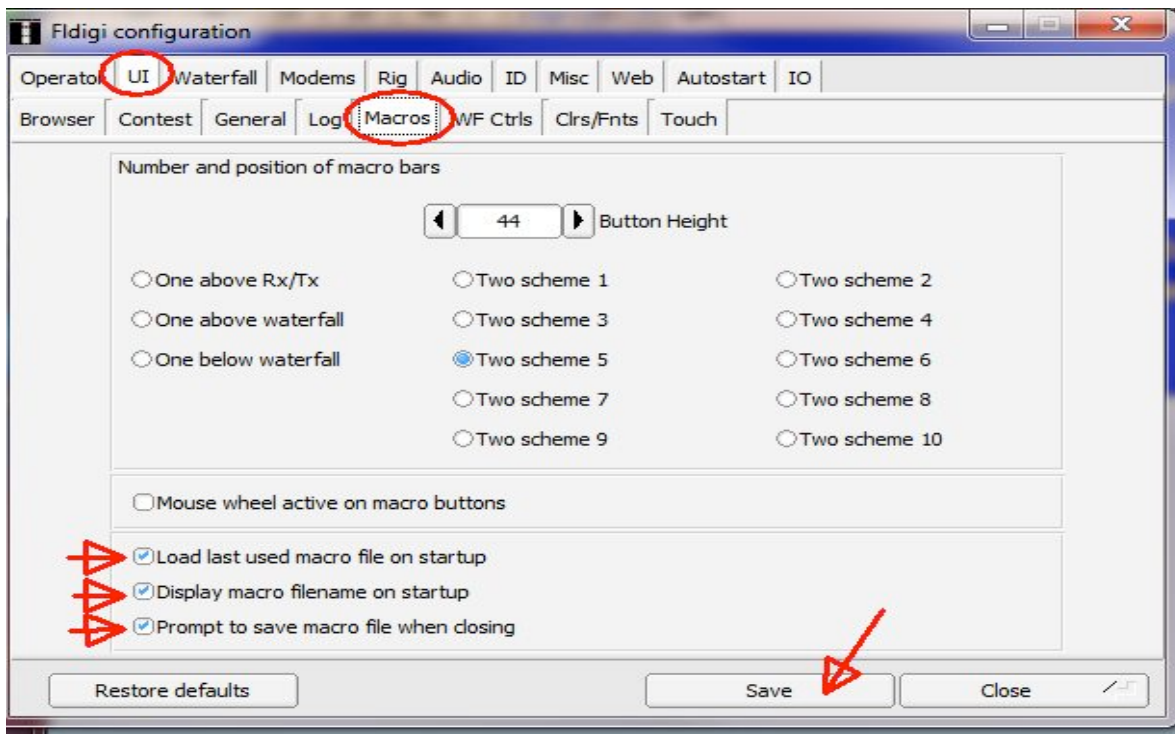 Fldigi configuration
Operator UI Waterfall Modems Rig Audio ID Misc Web Autostart IO
Browser Contest General Log Macros WF Ctrls Clrs/Fnts Touch
Number and position of macro bars
44 Button Height
One above Rx/Tx Two scheme 1 Two scheme 2
One above waterfall Two scheme 3 Two scheme 4
One below waterfall Two scheme 5 Two scheme 6
Two scheme 7 Two scheme 8
Two scheme 9 Two scheme 10
Mouse wheel active on macro buttons
Load last used macro file on startup
Display macro filename on startup
Prompt to save macro file when closing
Restore defaults Save Close